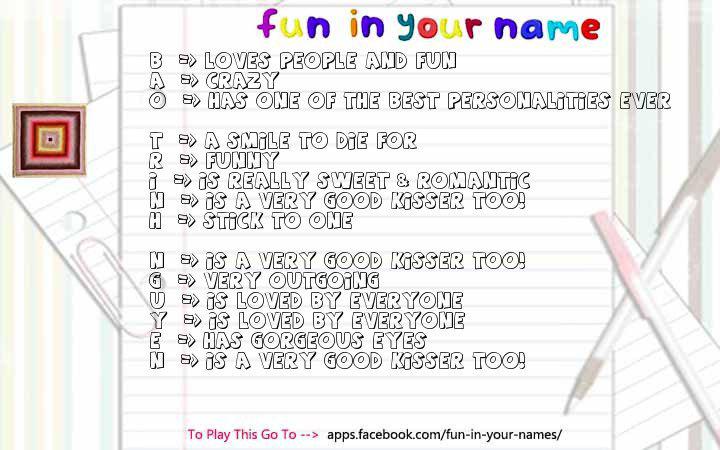 fun in your name
B => LOVES PEOPLE AND FUN
A => CRAZY
O => HAS ONE OF THE BEST PERSONALITIES EVER
T => A SMILE TO DIE FOR
R => FUNNY
I => IS REALLY SWEET & ROMANTIC
N => IS A VERY GOOD KISSER TOO!
H => STICK TO ONE
N => IS A VERY GOOD KISSER TOO!
G => VERY OUTGOING
U => IS LOVED BY EVERYONE
Y => IS LOVED BY EVERYONE
E => HAS GORGEOUS EYES
N => IS A VERY GOOD KISSER TOO!
To Play This Go To --> apps.facebook.com/fun-in-your-names/